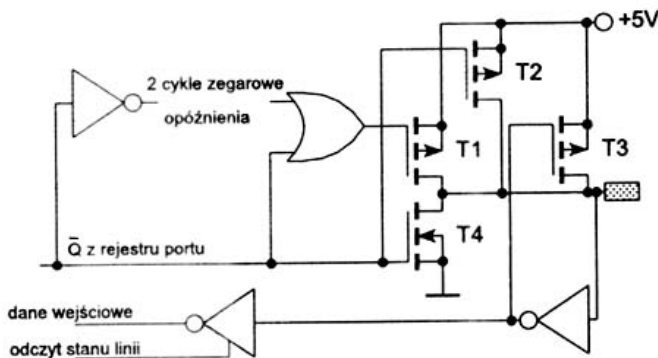 +5V
2 cykle zegarowe
opóźnienia
T2
T1
T3
Q̄ z rejestru portu
T4
dane wejściowe
odczyt stanu linii